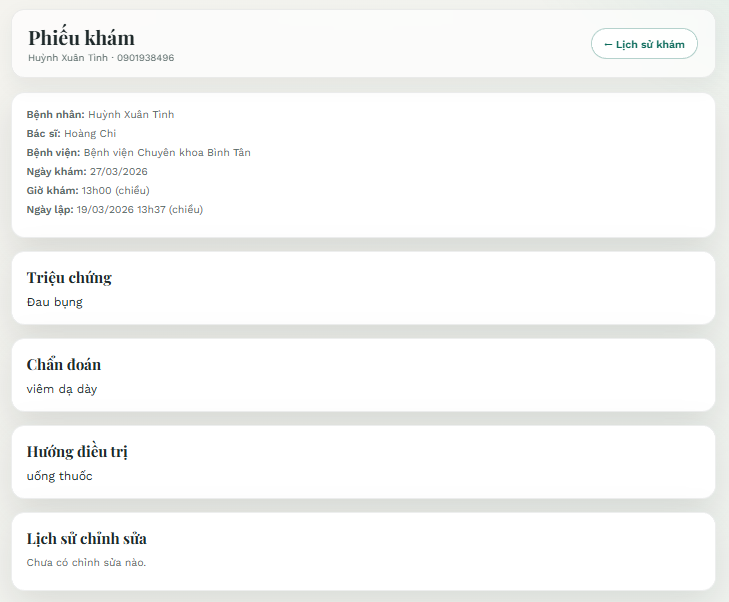 Phiếu khám
Huỳnh Xuân Tình · 0901938496
← Lịch sử khám
Bệnh nhân: Huỳnh Xuân Tình
Bác sĩ: Hoàng Chi
Bệnh viện: Bệnh viện Chuyên khoa Bình Tân
Ngày khám: 27/03/2026
Giờ khám: 13h00 (chiều)
Ngày lập: 19/03/2026 13h37 (chiều)
Triệu chứng
Đau bụng
Chẩn đoán
viêm dạ dày
Hướng điều trị
uống thuốc
Lịch sử chỉnh sửa
Chưa có chỉnh sửa nào.